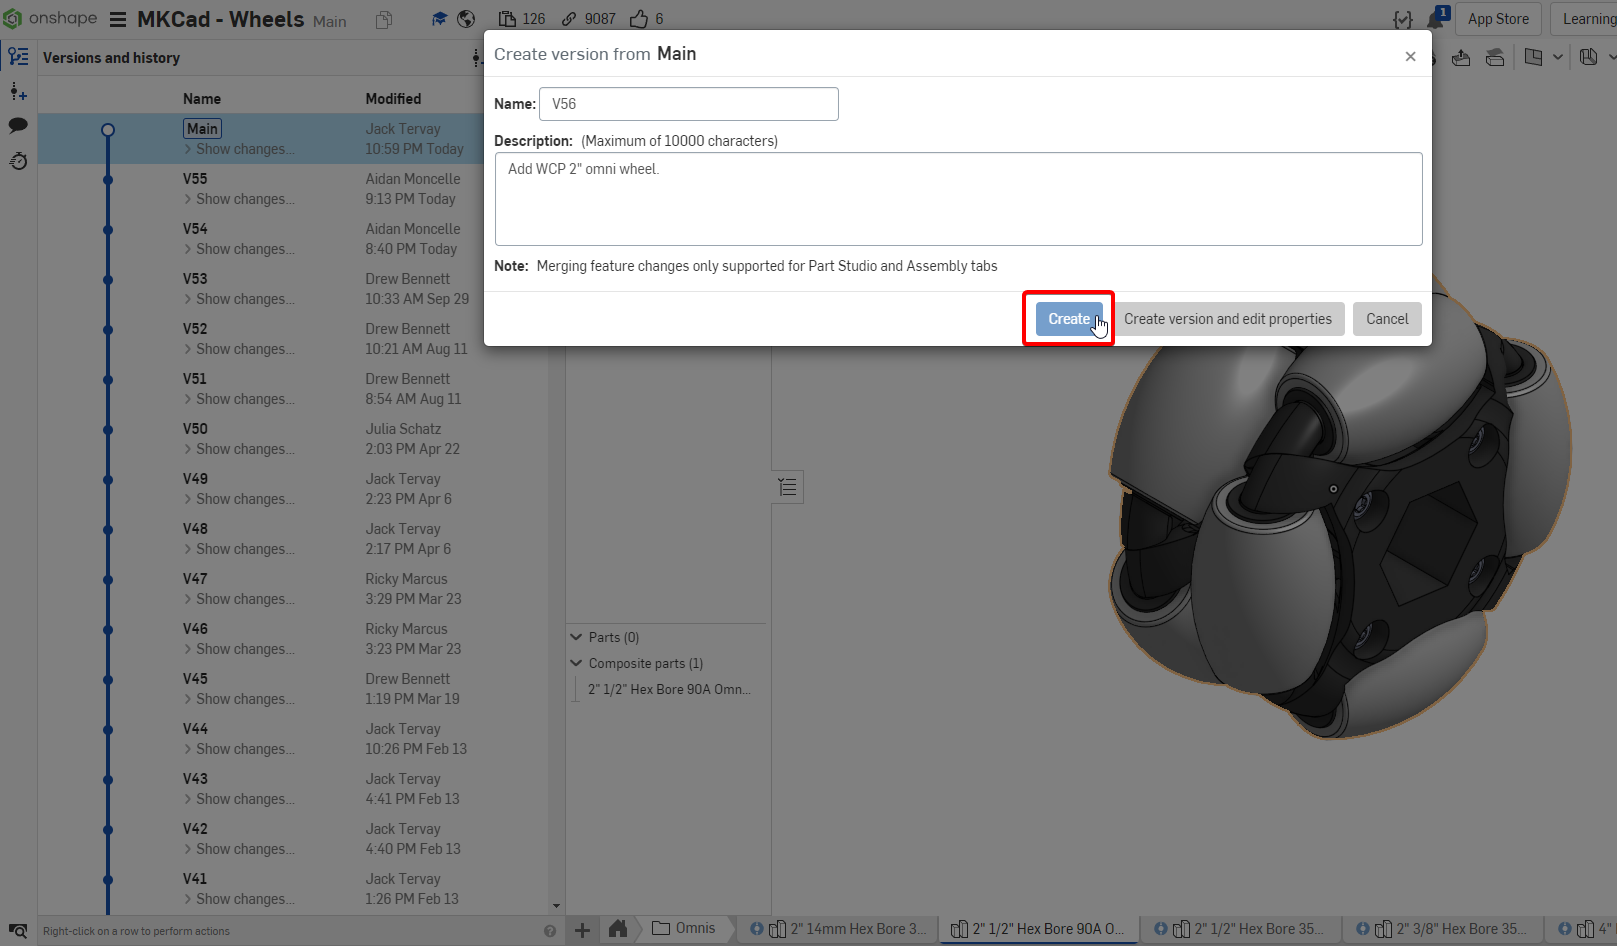 onshape MKCad - Wheels Main 126 9087 6 1 App Store Learning
Versions and history
Create version from Main
Name: V56
Description: (Maximum of 10000 characters)
Add WCP 2" omni wheel.
Note: Merging feature changes only supported for Part Studio and Assembly tabs
Create Create version and edit properties Cancel
Name Modified
Main Jack Tervay
Show changes... 10:59 PM Today
V55 Aidan Moncelle
Show changes... 9:13 PM Today
V54 Aidan Moncelle
Show changes... 8:40 PM Today
V53 Drew Bennett
Show changes... 10:33 AM Sep 29
V52 Drew Bennett
Show changes... 10:21 AM Aug 11
V51 Drew Bennett
Show changes... 8:54 AM Aug 11
V50 Julia Schatz
Show changes... 2:03 PM Apr 22
V49 Jack Tervay
Show changes... 2:23 PM Apr 6
V48 Jack Tervay
Show changes... 2:17 PM Apr 6
V47 Ricky Marcus
Show changes... 3:29 PM Mar 23
V46 Ricky Marcus
Show changes... 3:23 PM Mar 23
V45 Drew Bennett
Show changes... 1:19 PM Mar 19
V44 Jack Tervay
Show changes... 10:26 PM Feb 13
V43 Jack Tervay
Show changes... 4:41 PM Feb 13
V42 Jack Tervay
Show changes... 4:40 PM Feb 13
V41 Jack Tervay
Show changes... 1:26 PM Feb 13
Parts (0)
Composite parts (1)
2" 1/2" Hex Bore 90A Omn...
Right-click on a row to perform actions
Omnis 2" 14mm Hex Bore 3... 2" 1/2" Hex Bore 90A O... 2" 1/2" Hex Bore 35... 2" 3/8" Hex Bore 35... 4"